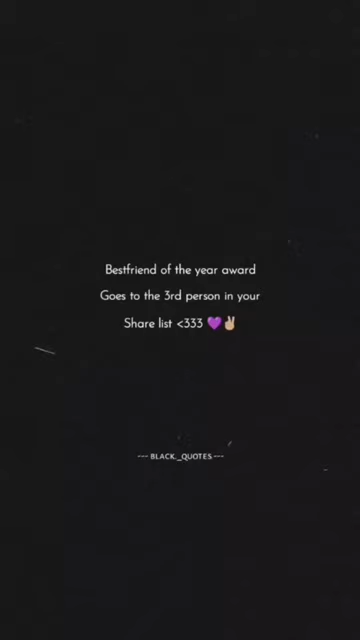 Bestfriend of the year award
Goes to the 3rd person in your
Share list <333 💜✌🏼
--- BLACK._QUOTES ---